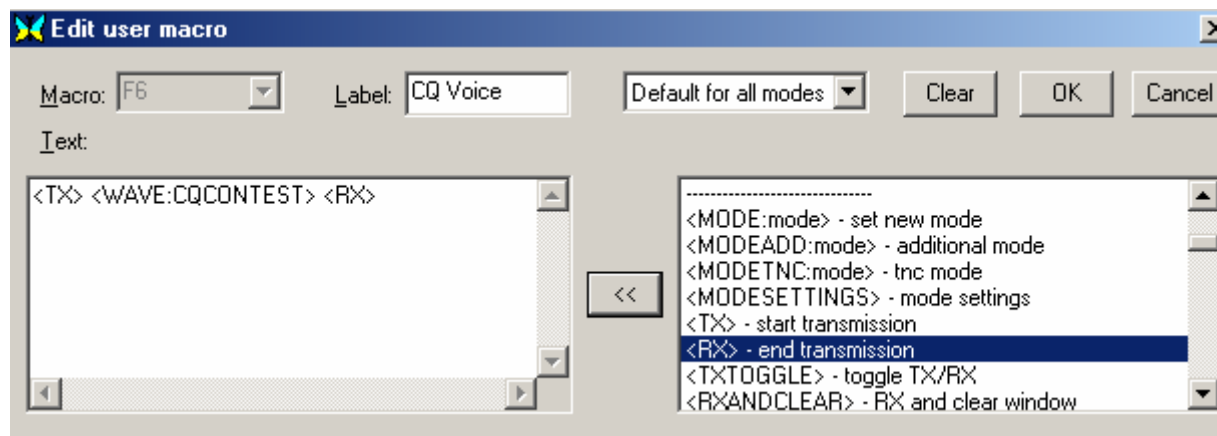 Edit user macro
Macro: F6 Label: CQ Voice Default for all modes Clear OK Cancel
Text:
<TX> <WAVE:CQCONTEST> <RX>
-------------------------------
<MODE:mode> - set new mode
<MODEADD:mode> - additional mode
<MODETNC:mode> - tnc mode
<MODESETTINGS> - mode settings
<<
<TX> - start transmission
<RX> - end transmission
<TXTOGGLE> - toggle TX/RX
<RXANDCLEAR> - RX and clear window